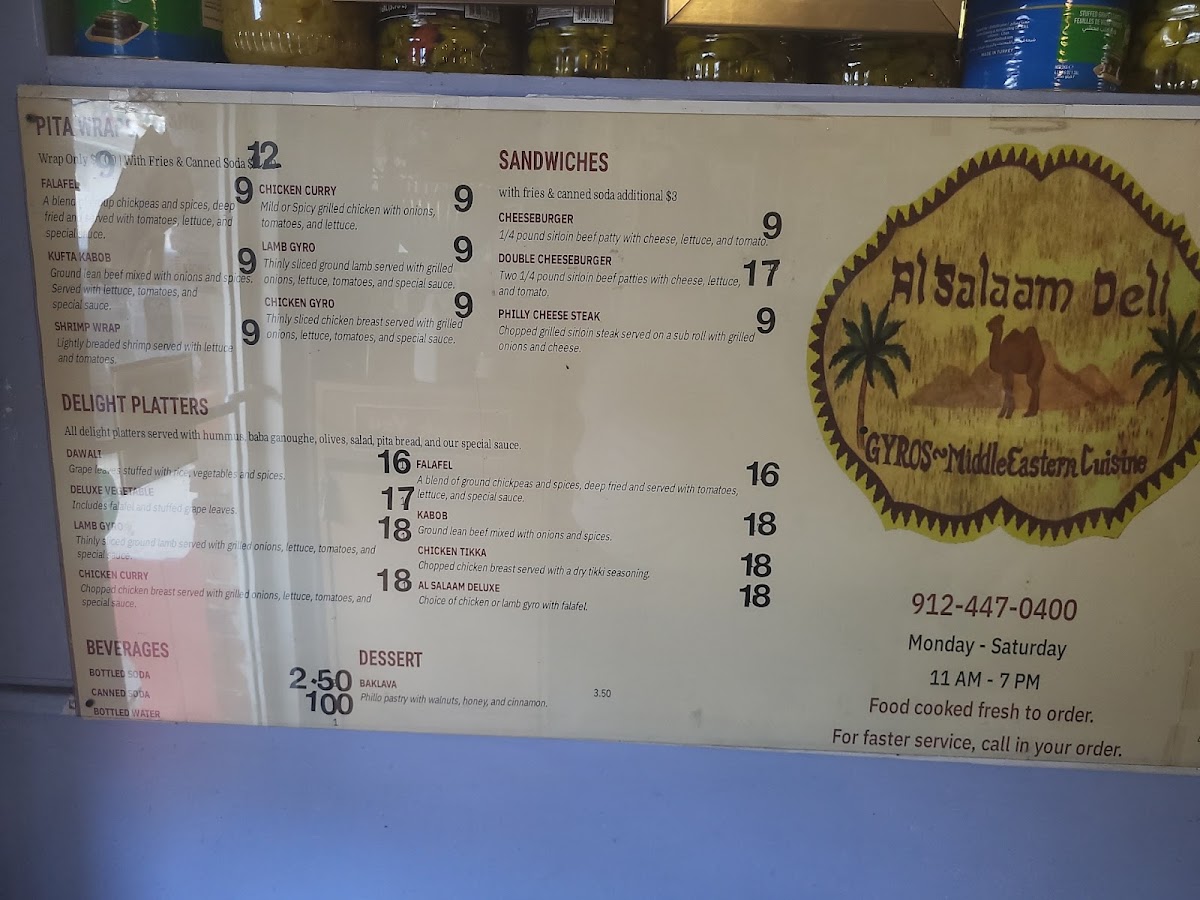 PITA WRAPS
Wrap Only $9 | With Fries & Canned Soda $12
FALAFEL 9
A blend of ground up chickpeas and spices, deep
fried and served with tomatoes, lettuce, and
special sauce.
KUFTA KABOB 9
Ground lean beef mixed with onions and spices.
Served with lettuce, tomatoes, and
special sauce.
SHRIMP WRAP 9
Lightly breaded shrimp served with lettuce
and tomatoes.
CHICKEN CURRY 9
Mild or Spicy grilled chicken with onions,
tomatoes, and lettuce.
LAMB GYRO 9
Thinly sliced ground lamb served with grilled
onions, lettuce, tomatoes, and special sauce.
CHICKEN GYRO 9
Thinly sliced chicken breast served with grilled
onions, lettuce, tomatoes, and special sauce.
SANDWICHES
with fries & canned soda additional $3
CHEESEBURGER 9
1/4 pound sirloin beef patty with cheese, lettuce, and tomato.
DOUBLE CHEESEBURGER 17
Two 1/4 pound sirloin beef patties with cheese, lettuce,
and tomato.
PHILLY CHEESE STEAK 9
Chopped grilled sirloin steak served on a sub roll with grilled
onions and cheese.
DELIGHT PLATTERS
All delight platters served with hummus, baba ganoughe, olives, salad, pita bread, and our special sauce.
DAWALI 16
Grape leaves stuffed with rice, vegetables and spices.
DELUXE VEGETABLE 17
Includes falafel and stuffed grape leaves.
LAMB GYRO 18
Thinly sliced ground lamb served with grilled onions, lettuce, tomatoes, and
special sauce.
CHICKEN CURRY 18
Chopped chicken breast served with grilled onions, lettuce, tomatoes, and
special sauce.
FALAFEL 16
A blend of ground chickpeas and spices, deep fried and served with tomatoes,
lettuce, and special sauce.
KABOB 18
Ground lean beef mixed with onions and spices.
CHICKEN TIKKA 18
Chopped chicken breast served with a dry tikki seasoning.
AL SALAAM DELUXE 18
Choice of chicken or lamb gyro with falafel.
BEVERAGES
BOTTLED SODA 2.50
CANNED SODA 100
BOTTLED WATER 1
DESSERT
BAKLAVA 3.50
Phillo pastry with walnuts, honey, and cinnamon.
Al Salaam Deli
GYROS~Middle Eastern Cuisine
912-447-0400
Monday - Saturday
11 AM - 7 PM
Food cooked fresh to order.
For faster service, call in your order.